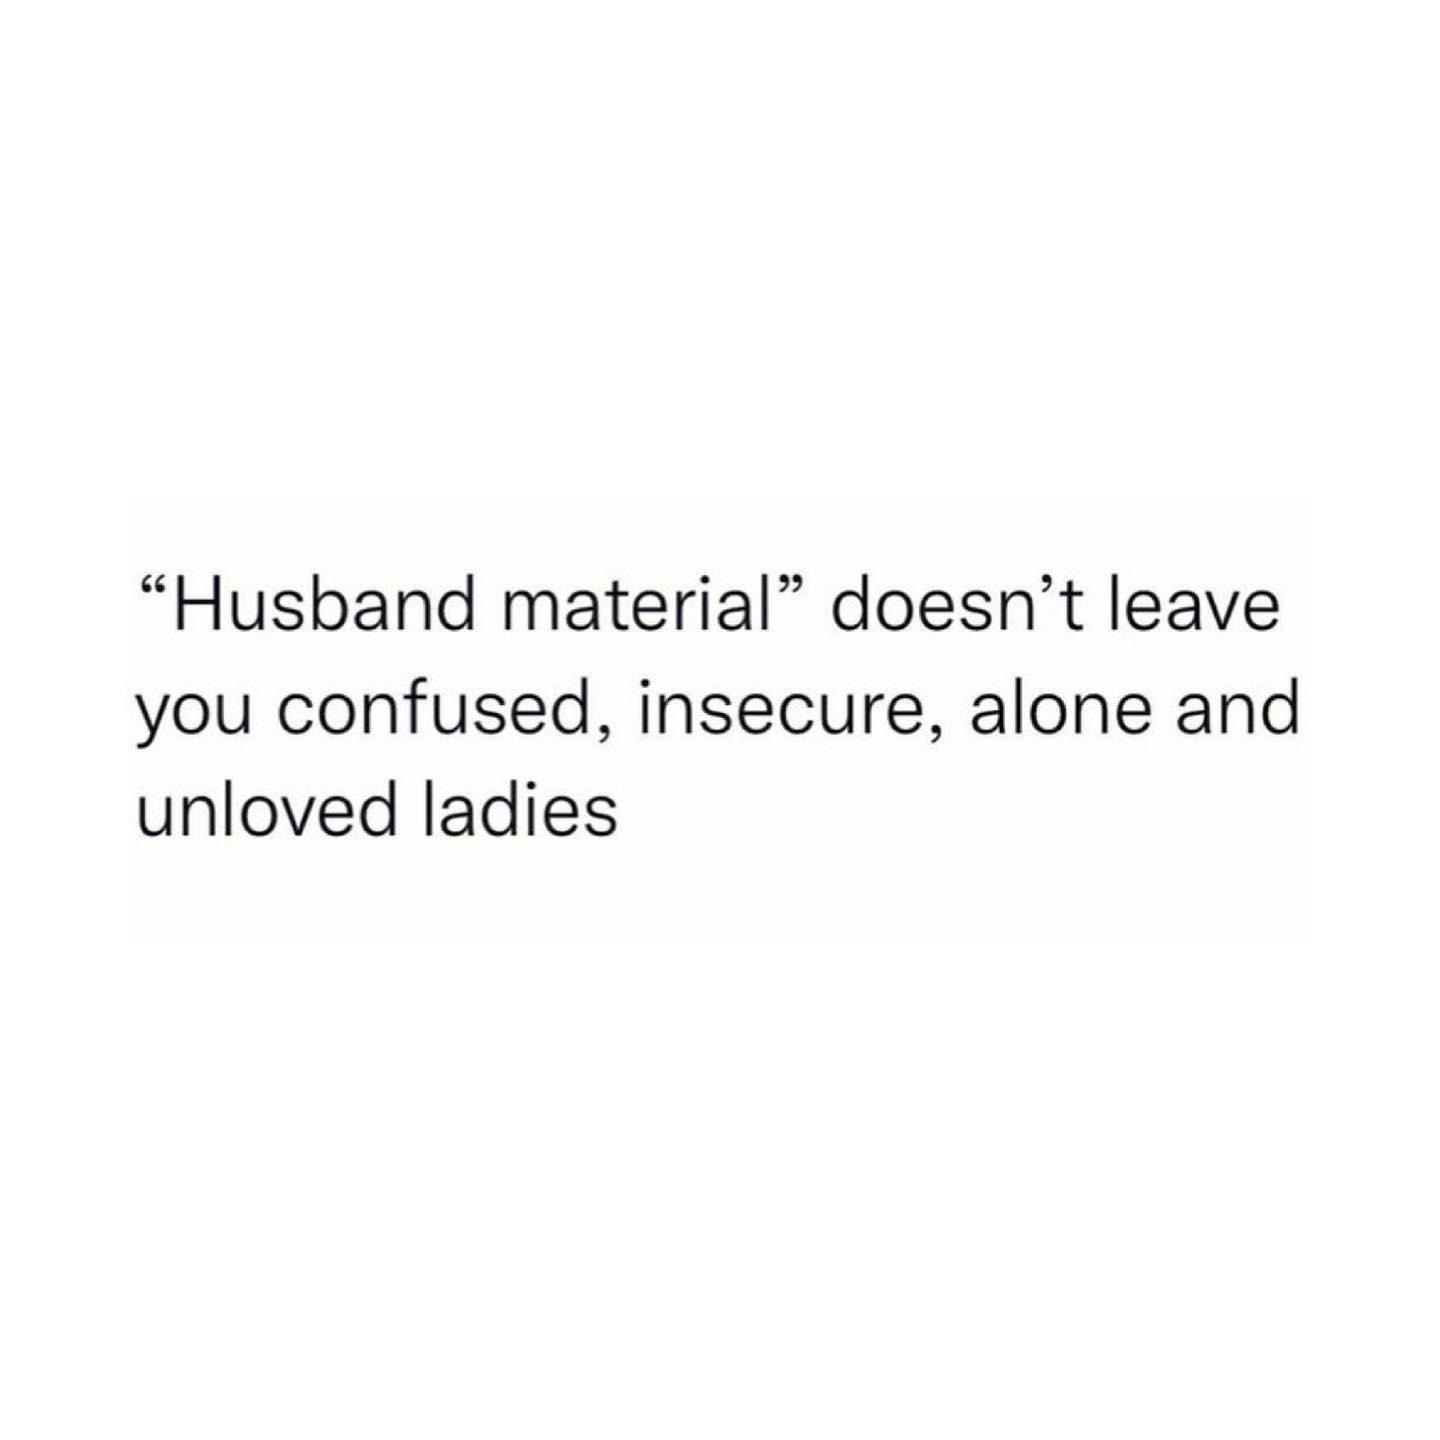 “Husband material” doesn’t leave
you confused, insecure, alone and
unloved ladies